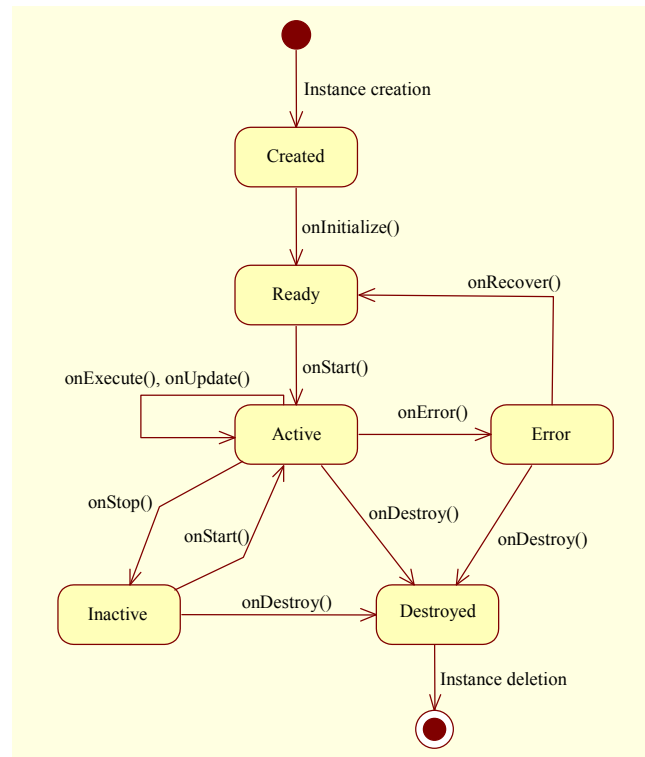 Instance creation
Created
onInitialize()
Ready
onRecover()
onStart()
onExecute(), onUpdate()
Active
onError()
Error
onStop()
onStart()
onDestroy()
onDestroy()
Inactive
onDestroy()
Destroyed
Instance deletion